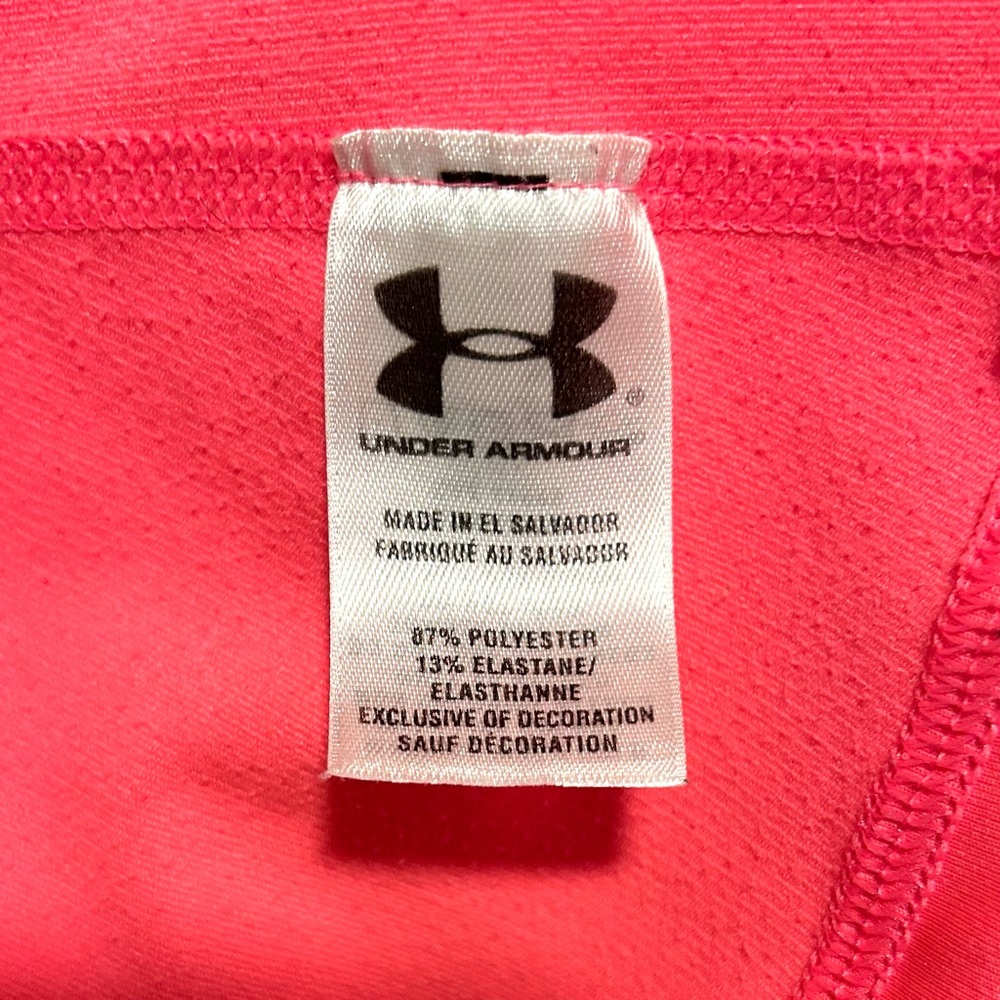 ®
UNDER ARMOUR
MADE IN EL SALVADOR
FABRIQUÉ AU SALVADOR
87% POLYESTER
13% ELASTANE/
ELASTHANNE
EXCLUSIVE OF DECORATION
SAUF DÉCORATION